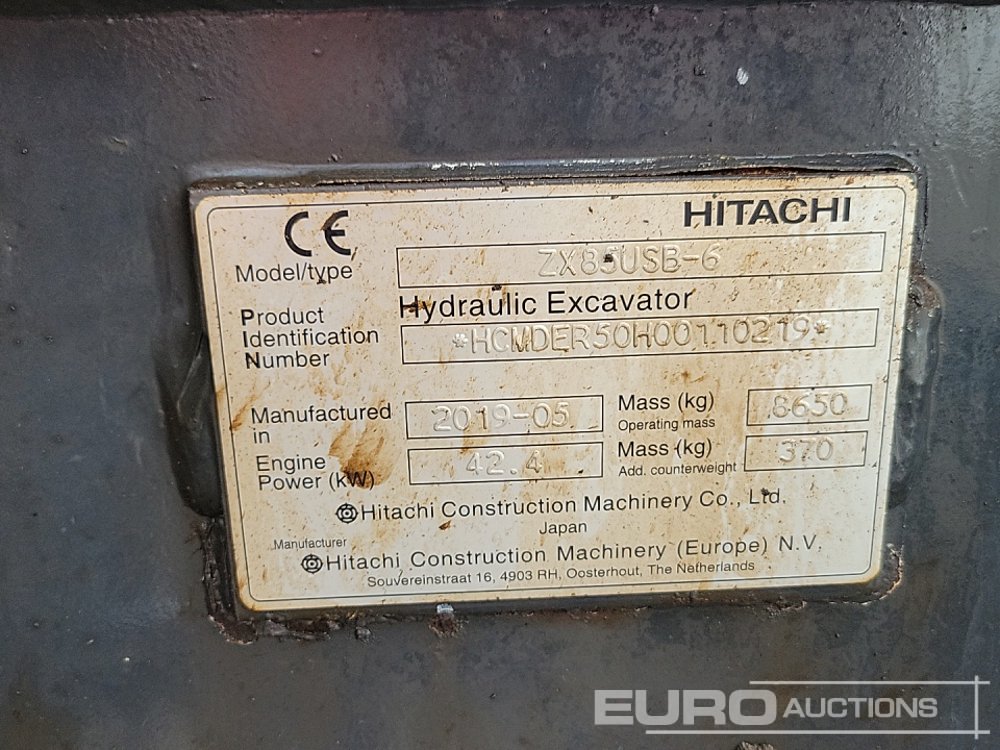 CE HITACHI
Model/type ZX85USB-6
Hydraulic Excavator
Product
Identification *HCMDER50H00110219*
Number
Manufactured in 2019-05
Mass (kg) 8650
Operating mass
Engine Power (kW) 42.4
Mass (kg) 370
Add. counterweight
Hitachi Construction Machinery Co., Ltd.
Japan
Manufacturer
Hitachi Construction Machinery (Europe) N.V.
Souvereinstraat 16, 4903 RH, Oosterhout, The Netherlands
EURO AUCTIONS